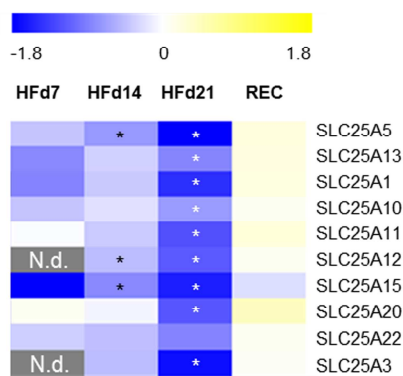 -1.8 0 1.8
HFd7 HFd14 HFd21 REC
* * SLC25A5
* SLC25A13
* SLC25A1
* SLC25A10
* SLC25A11
N.d. * * SLC25A12
* * SLC25A15
* SLC25A20
SLC25A22
N.d. * SLC25A3